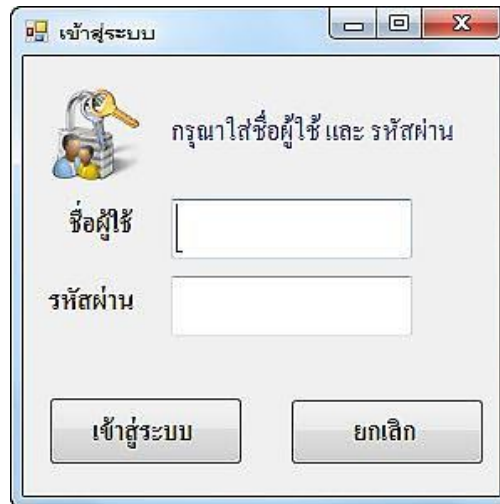 เข้าสู่ระบบ
กรุณาใส่ชื่อผู้ใช้ และ รหัสผ่าน
ชื่อผู้ใช้
รหัสผ่าน
เข้าสู่ระบบ ยกเลิก